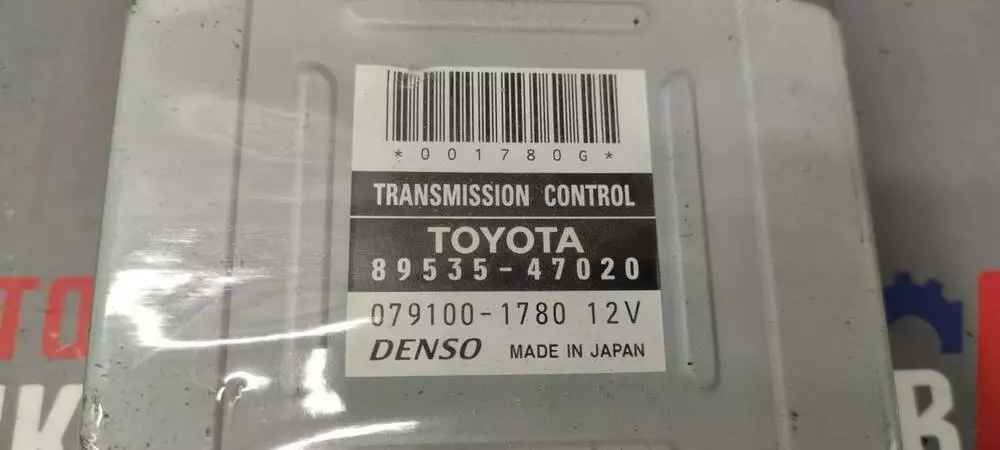 *001780G*
TRANSMISSION CONTROL
TOYOTA
89535-47020
079100-1780 12V
DENSO MADE IN JAPAN